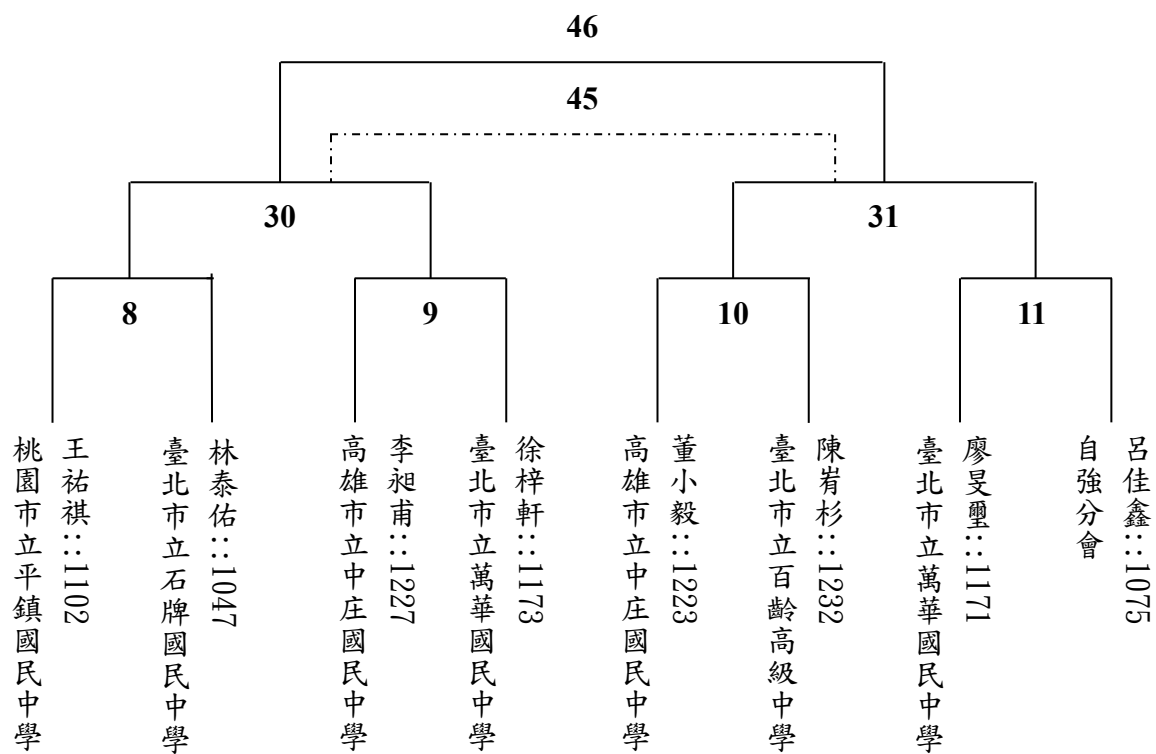 46
45
30
31
8
9
10
11
王祐祺::1102
桃園市立平鎮國民中學
林泰佑::1047
臺北市立石牌國民中學
李昶甫::1227
高雄市立中庄國民中學
徐梓軒::1173
臺北市立萬華國民中學
董小毅::1223
高雄市立中庄國民中學
陳肯杉::1232
臺北市立百齡高級中學
廖旻璽::1171
臺北市立萬華國民中學
呂佳鑫::1075
自強分會